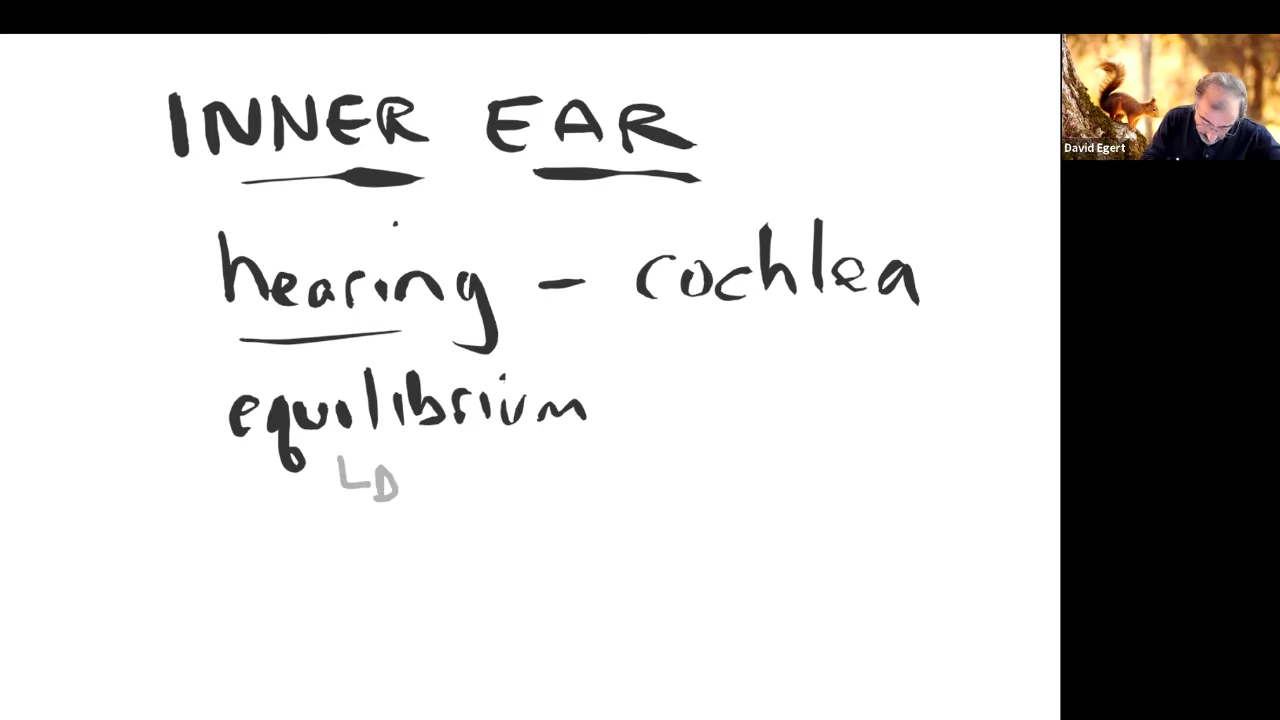 INNER EAR
hearing - cochlea
equilibrium
LD
David Egert